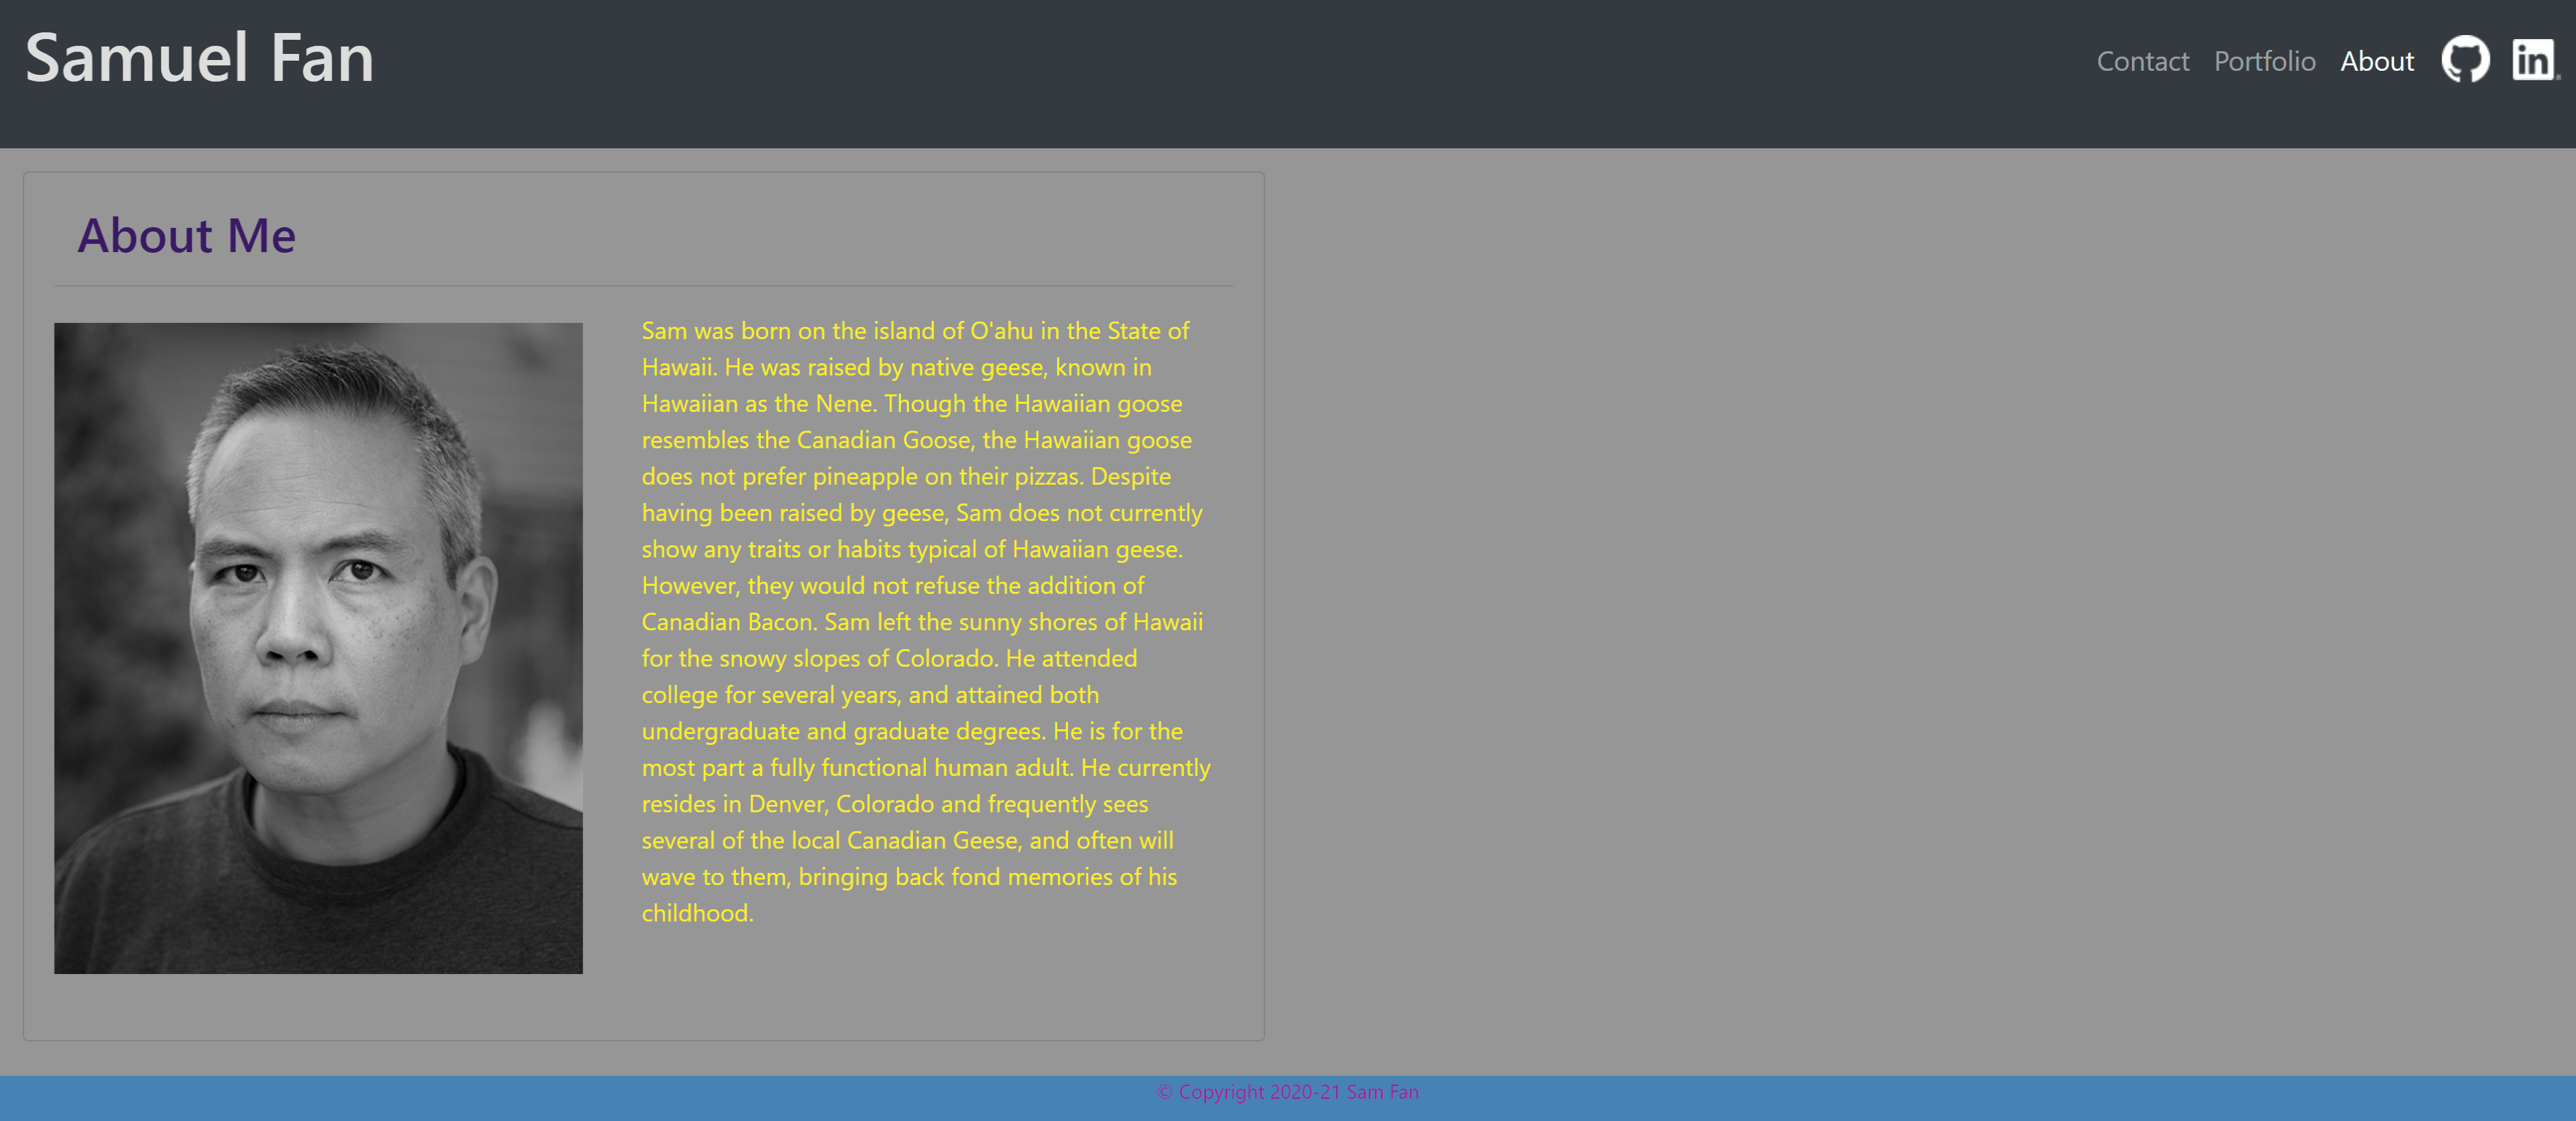 Samuel Fan
Contact Portfolio About in
About Me
Sam was born on the island of O'ahu in the State of
Hawaii. He was raised by native geese, known in
Hawaiian as the Nene. Though the Hawaiian goose
resembles the Canadian Goose, the Hawaiian goose
does not prefer pineapple on their pizzas. Despite
having been raised by geese, Sam does not currently
show any traits or habits typical of Hawaiian geese.
However, they would not refuse the addition of
Canadian Bacon. Sam left the sunny shores of Hawaii
for the snowy slopes of Colorado. He attended
college for several years, and attained both
undergraduate and graduate degrees. He is for the
most part a fully functional human adult. He currently
resides in Denver, Colorado and frequently sees
several of the local Canadian Geese, and often will
wave to them, bringing back fond memories of his
childhood.
© Copyright 2020-21 Sam Fan